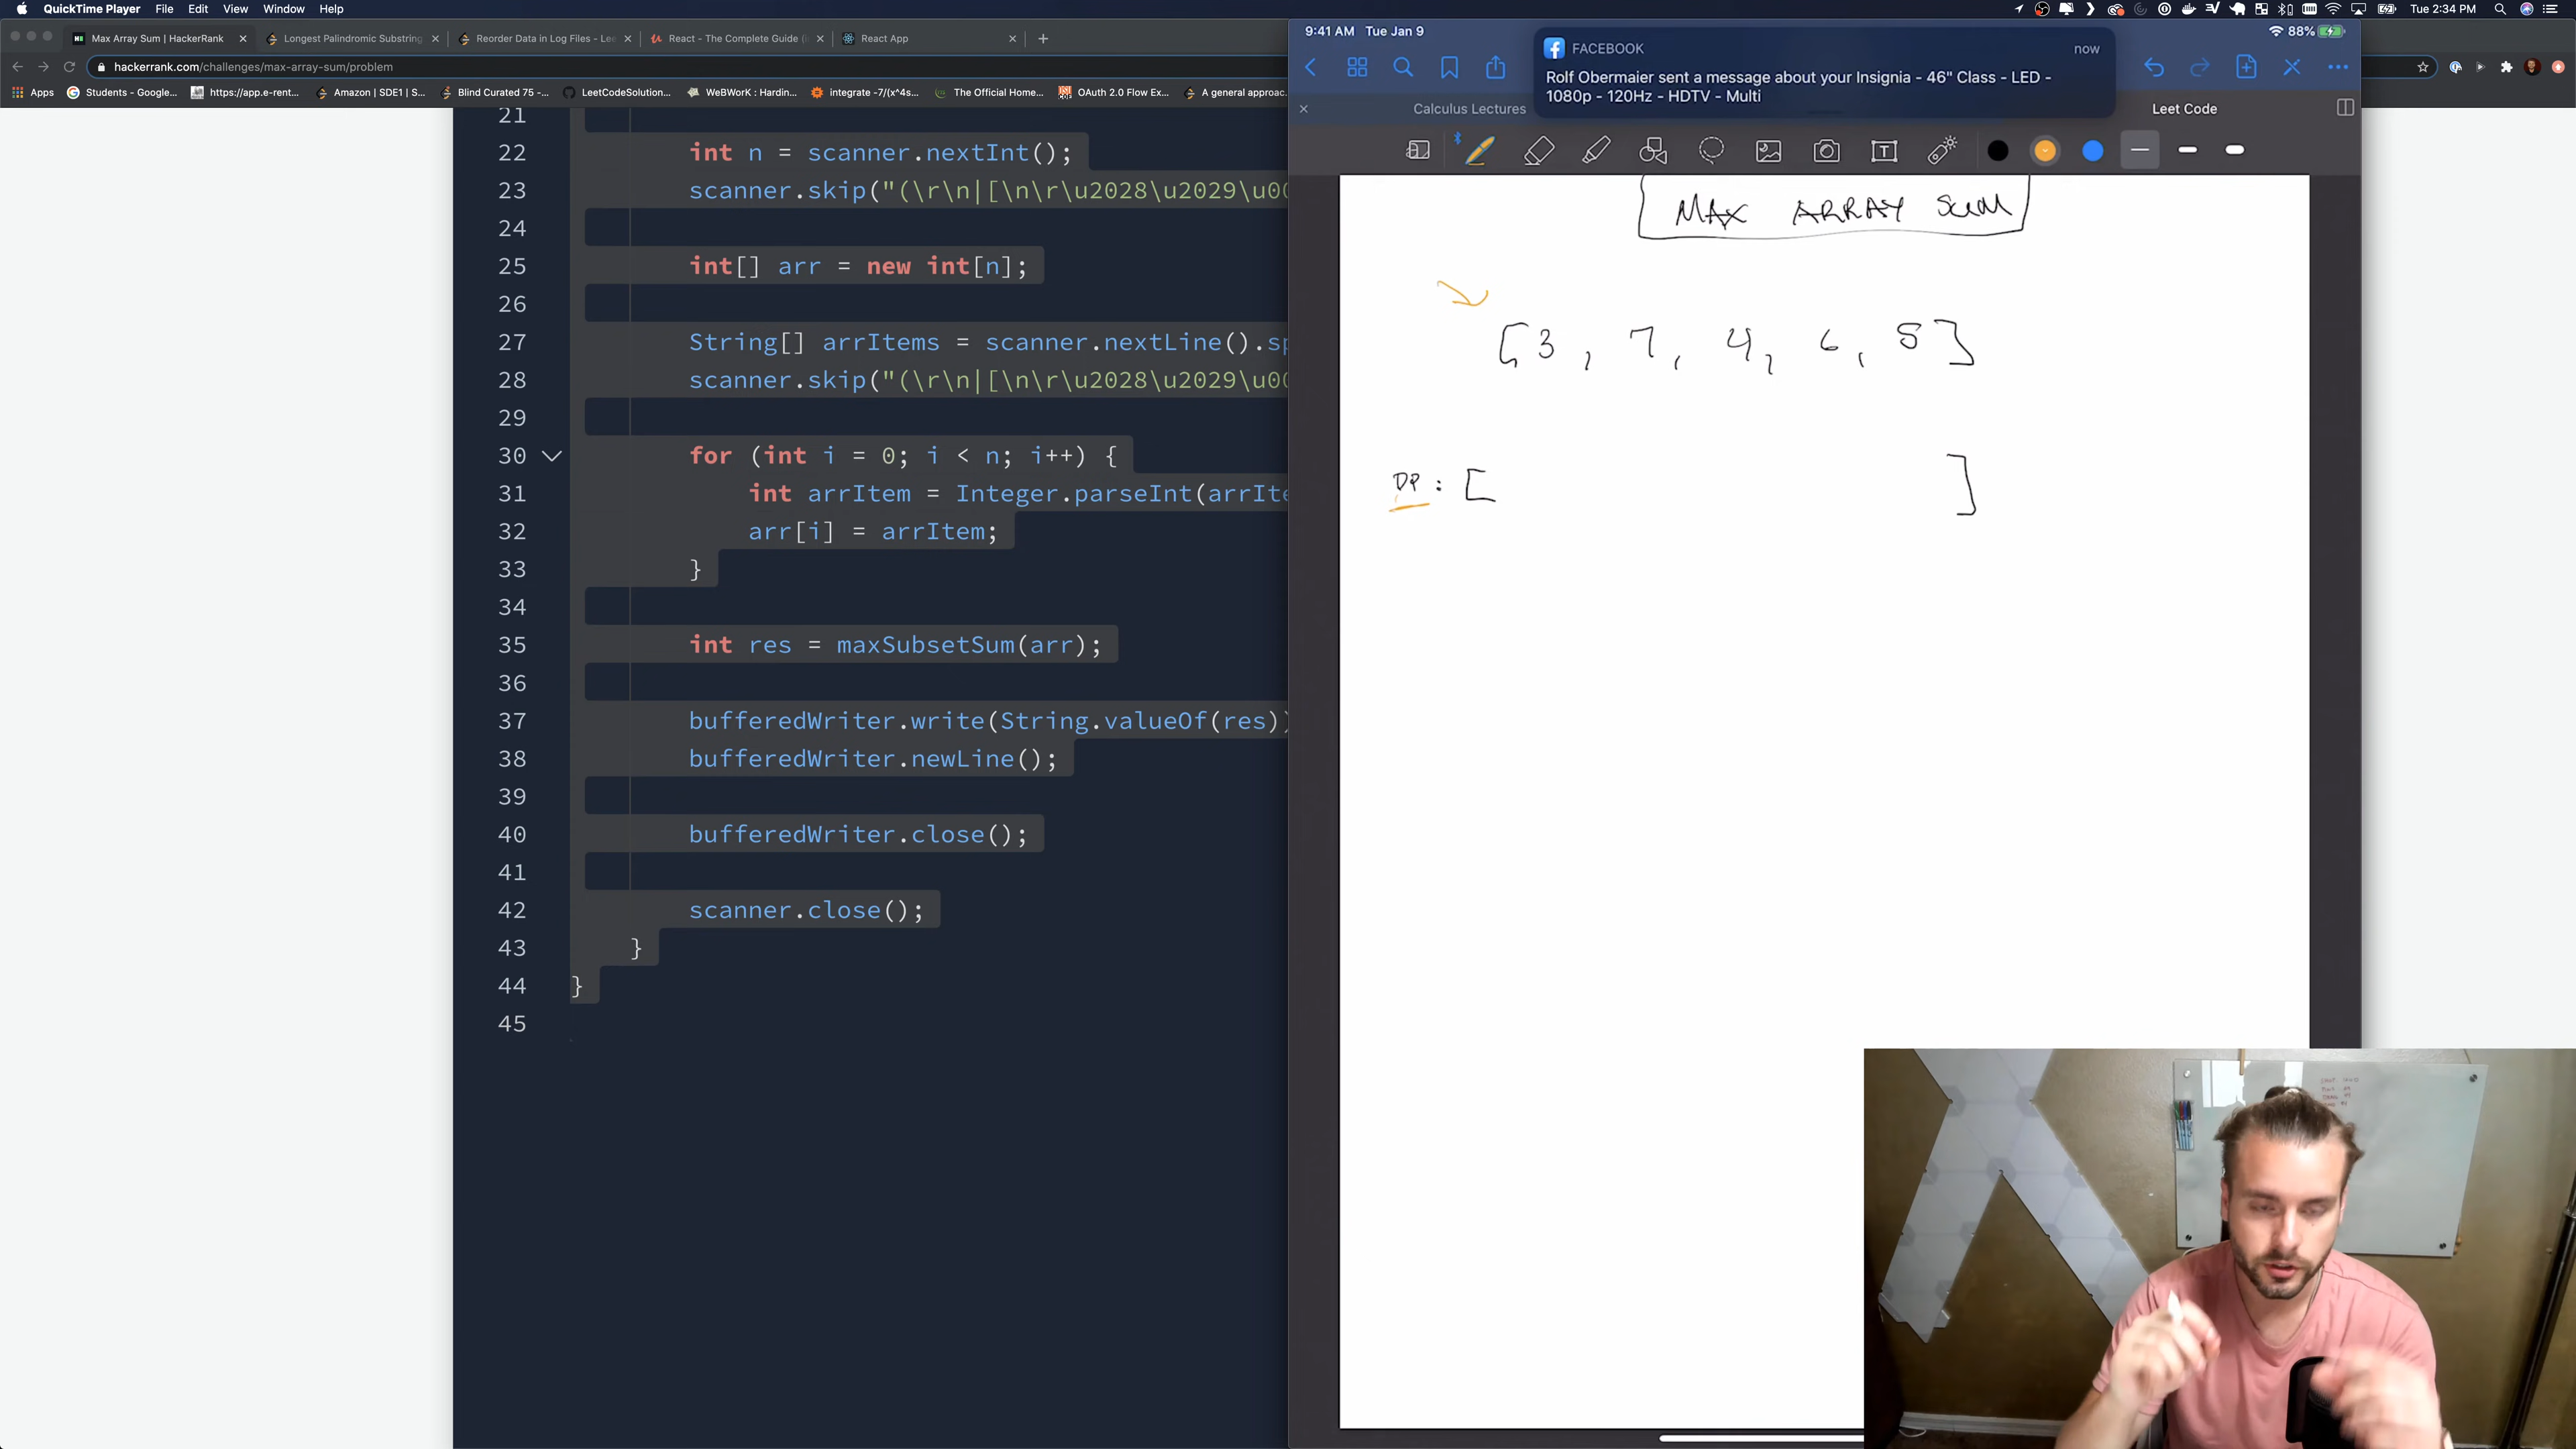 QuickTime Player File Edit View Window Help
Tue 2:34 PM
Max Array Sum | HackerRank
Longest Palindromic Substring
Reorder Data in Log Files - Lee
React - The Complete Guide (i
React App
hackerrank.com/challenges/max-array-sum/problem
Apps
Students - Google...
https://app.e-rent...
Amazon | SDE1 | S...
Blind Curated 75 -...
LeetCodeSolution...
WeBWorK : Hardin...
integrate -7/(x^4s...
The Official Home...
OAuth 2.0 Flow Ex...
A general approac.
21
22 int n = scanner.nextInt();
23 scanner.skip("(\r\n|[\n\r\u2028\u2029\u00
24
25 int[] arr = new int[n];
26
27 String[] arrItems = scanner.nextLine().sp
28 scanner.skip("(\r\n|[\n\r\u2028\u2029\u00
29
30 for (int i = 0; i < n; i++) {
31 int arrItem = Integer.parseInt(arrIte
32 arr[i] = arrItem;
33 }
34
35 int res = maxSubsetSum(arr);
36
37 bufferedWriter.write(String.valueOf(res))
38 bufferedWriter.newLine();
39
40 bufferedWriter.close();
41
42 scanner.close();
43 }
44 }
45
9:41 AM Tue Jan 9
88%
FACEBOOK
now
Rolf Obermaier sent a message about your Insignia - 46" Class - LED -
1080p - 120Hz - HDTV - Multi
Calculus Lectures
Leet Code
MAX ARRAY SUM
[3, 7, 4, 6, 5]
DP : [ ]